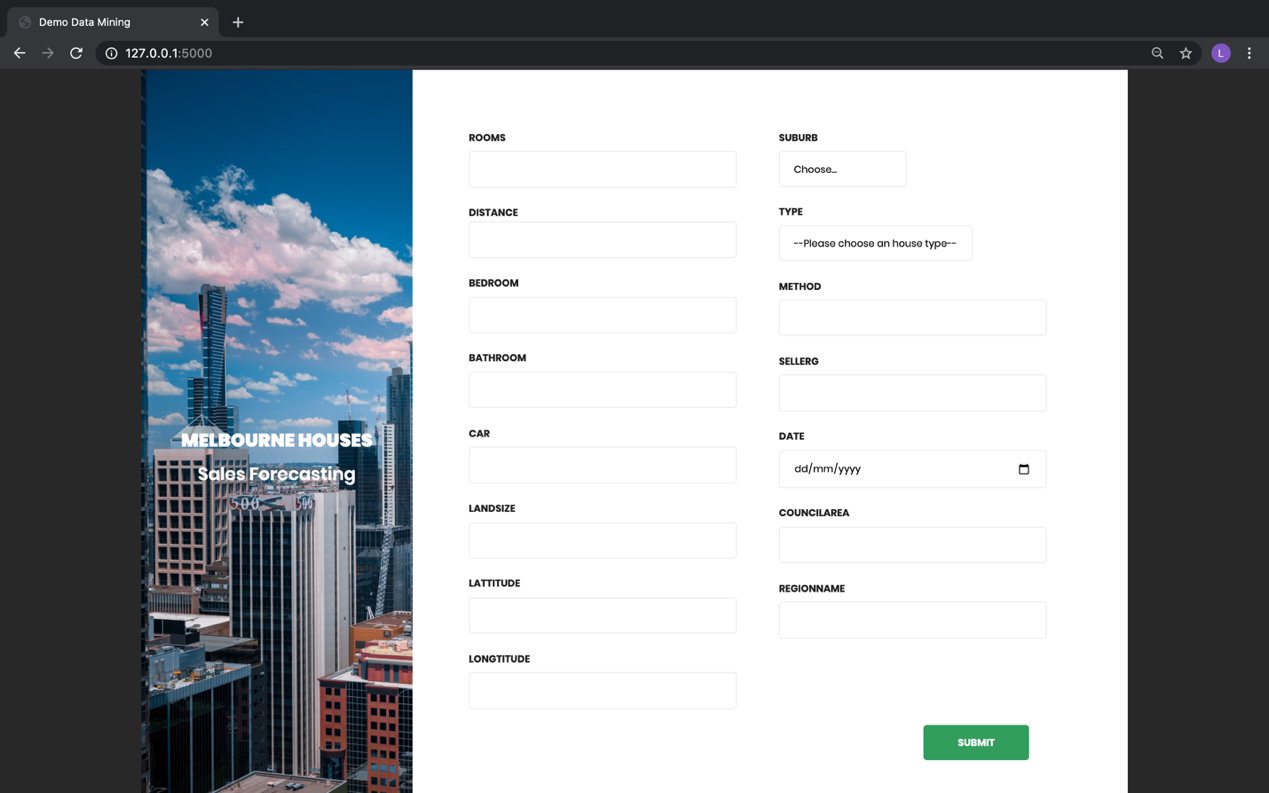 Demo Data Mining
127.0.0.1:5000
L
MELBOURNE HOUSES
Sales Forecasting
500
ROOMS
DISTANCE
BEDROOM
BATHROOM
CAR
LANDSIZE
LATTITUDE
LONGTITUDE
SUBURB
Choose...
TYPE
--Please choose an house type--
METHOD
SELLERG
DATE
dd/mm/yyyy
COUNCILAREA
REGIONNAME
SUBMIT